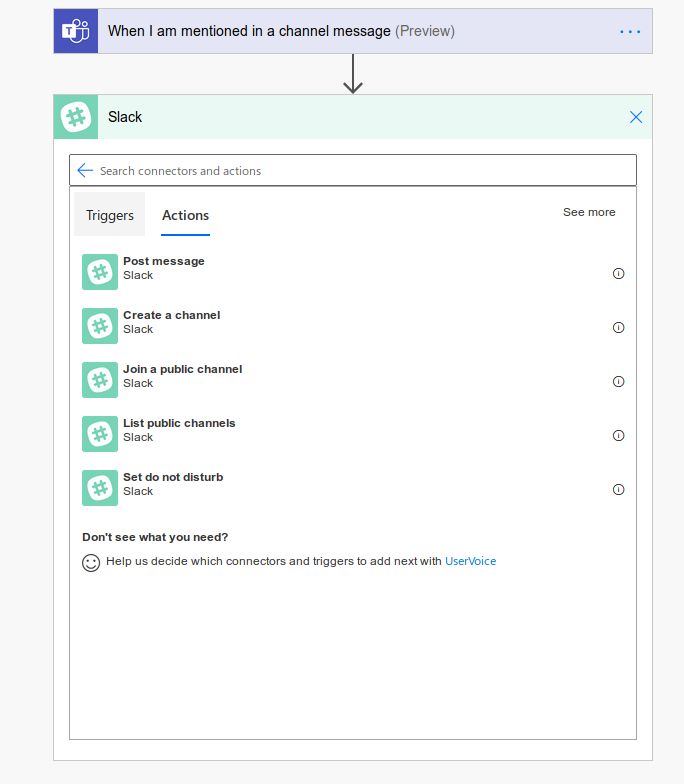 When I am mentioned in a channel message (Preview)
Slack
Search connectors and actions
Triggers
Actions
See more
Post message
Slack
Create a channel
Slack
Join a public channel
Slack
List public channels
Slack
Set do not disturb
Slack
Don't see what you need?
Help us decide which connectors and triggers to add next with UserVoice